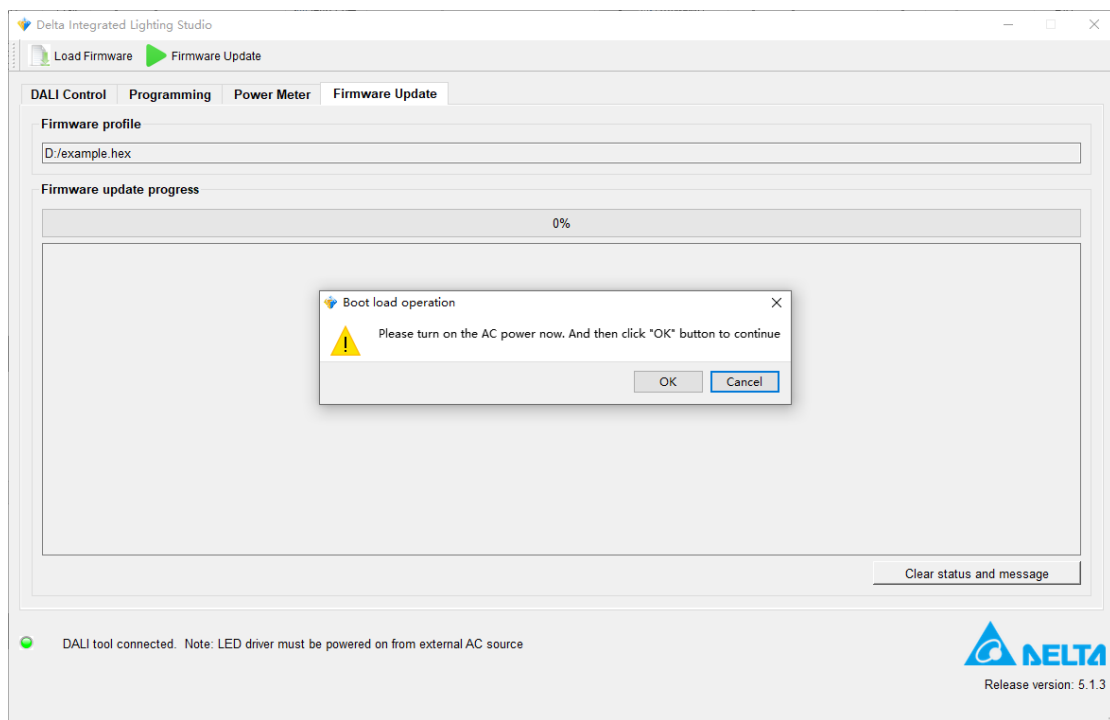 Delta Integrated Lighting Studio
Load Firmware Firmware Update
DALI Control Programming Power Meter Firmware Update
Firmware profile
D:/example.hex
Firmware update progress
0%
Boot load operation
Please turn on the AC power now. And then click "OK" button to continue
OK Cancel
Clear status and message
DALI tool connected. Note: LED driver must be powered on from external AC source
DELTA
Release version: 5.1.3